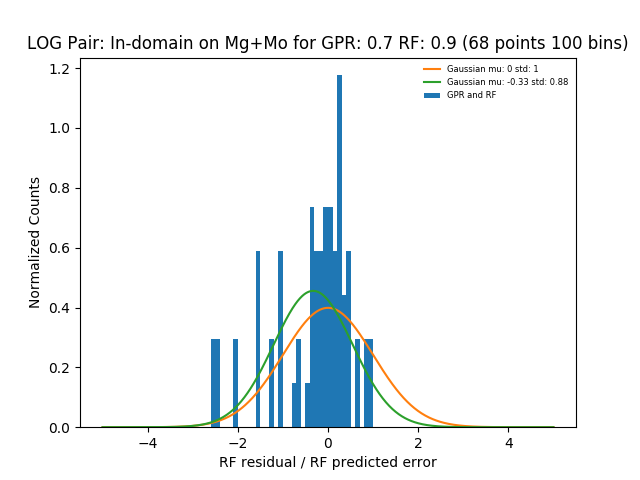 LOG Pair: In-domain on Mg+Mo for GPR: 0.7 RF: 0.9 (68 points 100 bins)
Gaussian mu: 0 std: 1
Gaussian mu: -0.33 std: 0.88
GPR and RF
Normalized Counts
1.2
1.0
0.8
0.6
0.4
0.2
0.0
−4 −2 0 2 4
RF residual / RF predicted error